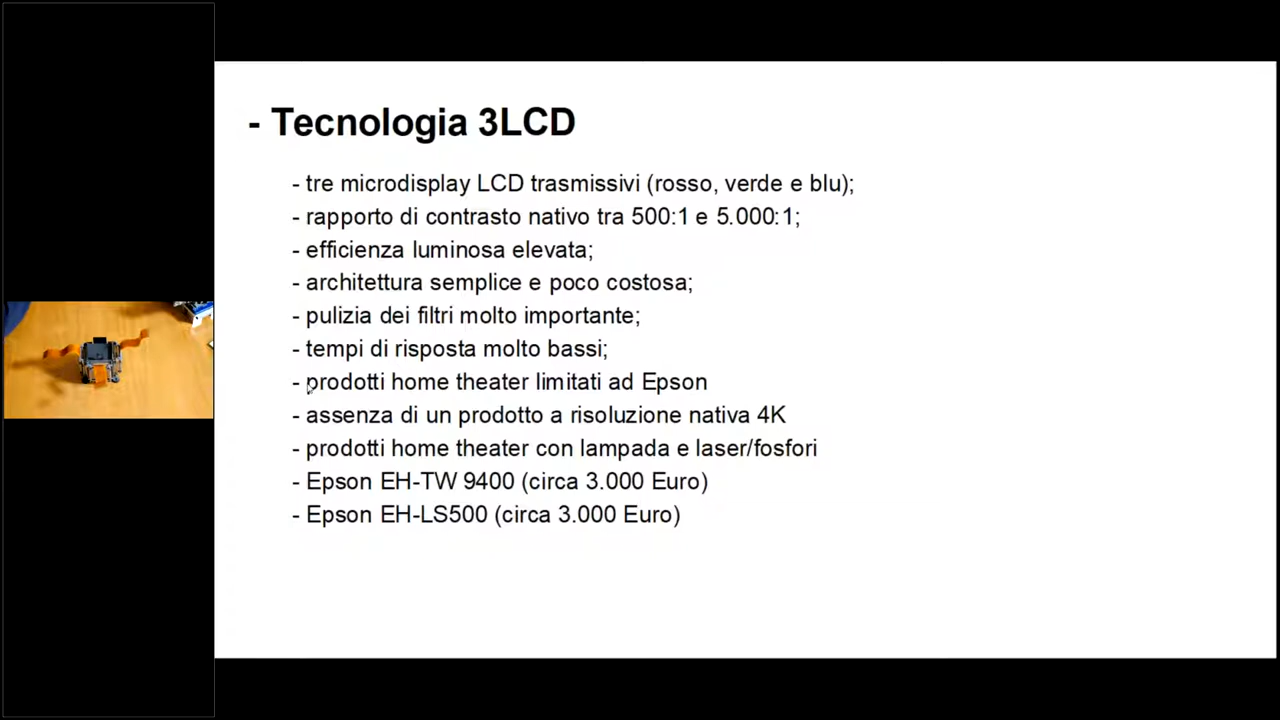 - Tecnologia 3LCD
- tre microdisplay LCD trasmissivi (rosso, verde e blu);
- rapporto di contrasto nativo tra 500:1 e 5.000:1;
- efficienza luminosa elevata;
- architettura semplice e poco costosa;
- pulizia dei filtri molto importante;
- tempi di risposta molto bassi;
- prodotti home theater limitati ad Epson
- assenza di un prodotto a risoluzione nativa 4K
- prodotti home theater con lampada e laser/fosfori
- Epson EH-TW 9400 (circa 3.000 Euro)
- Epson EH-LS500 (circa 3.000 Euro)